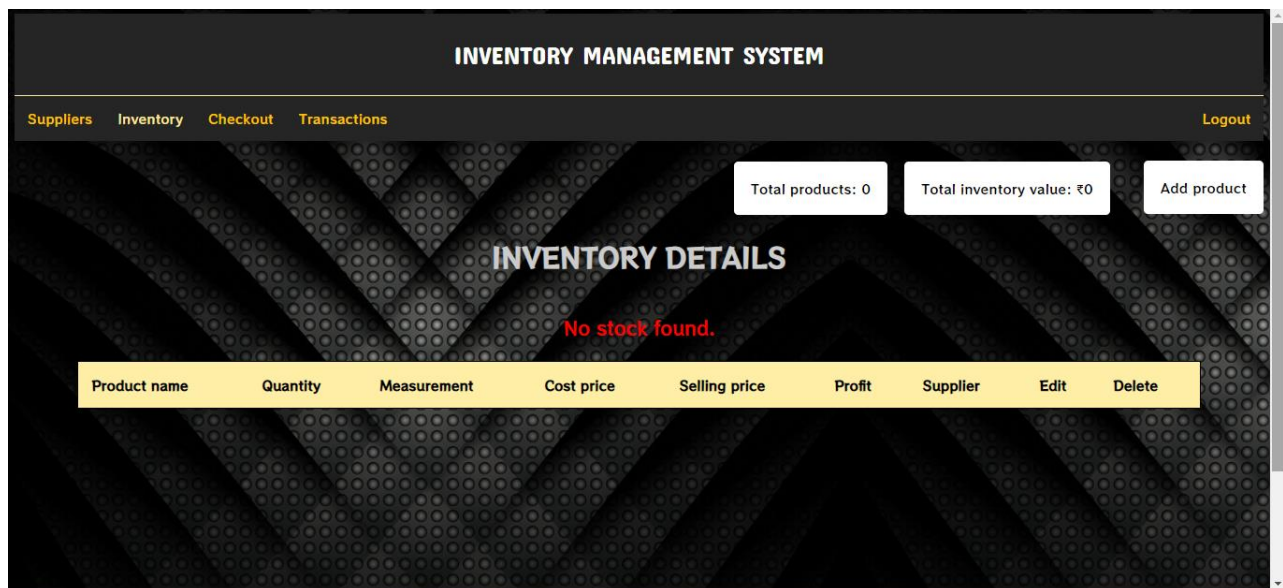 INVENTORY MANAGEMENT SYSTEM
Suppliers Inventory Checkout Transactions Logout
Total products: 0 Total inventory value: ₹0 Add product
INVENTORY DETAILS
No stock found.
Product name Quantity Measurement Cost price Selling price Profit Supplier Edit Delete